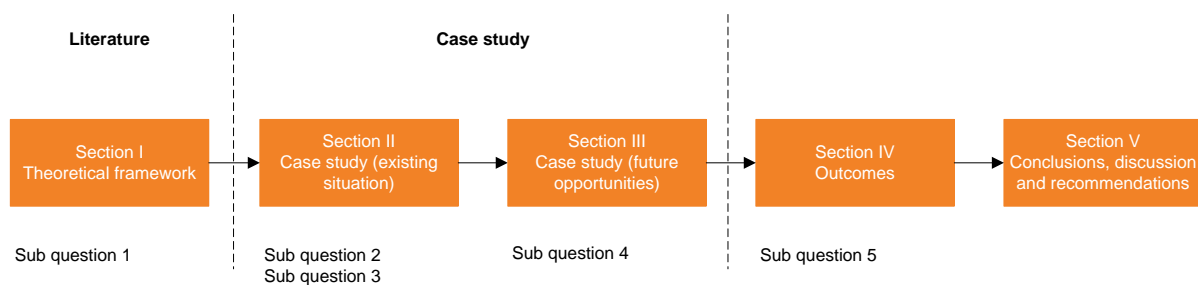 Literature
Case study
Section I
Theoretical framework
Section II
Case study (existing
situation)
Section III
Case study (future
opportunities)
Section IV
Outcomes
Section V
Conclusions, discussion
and recommendations
Sub question 1
Sub question 2
Sub question 3
Sub question 4
Sub question 5